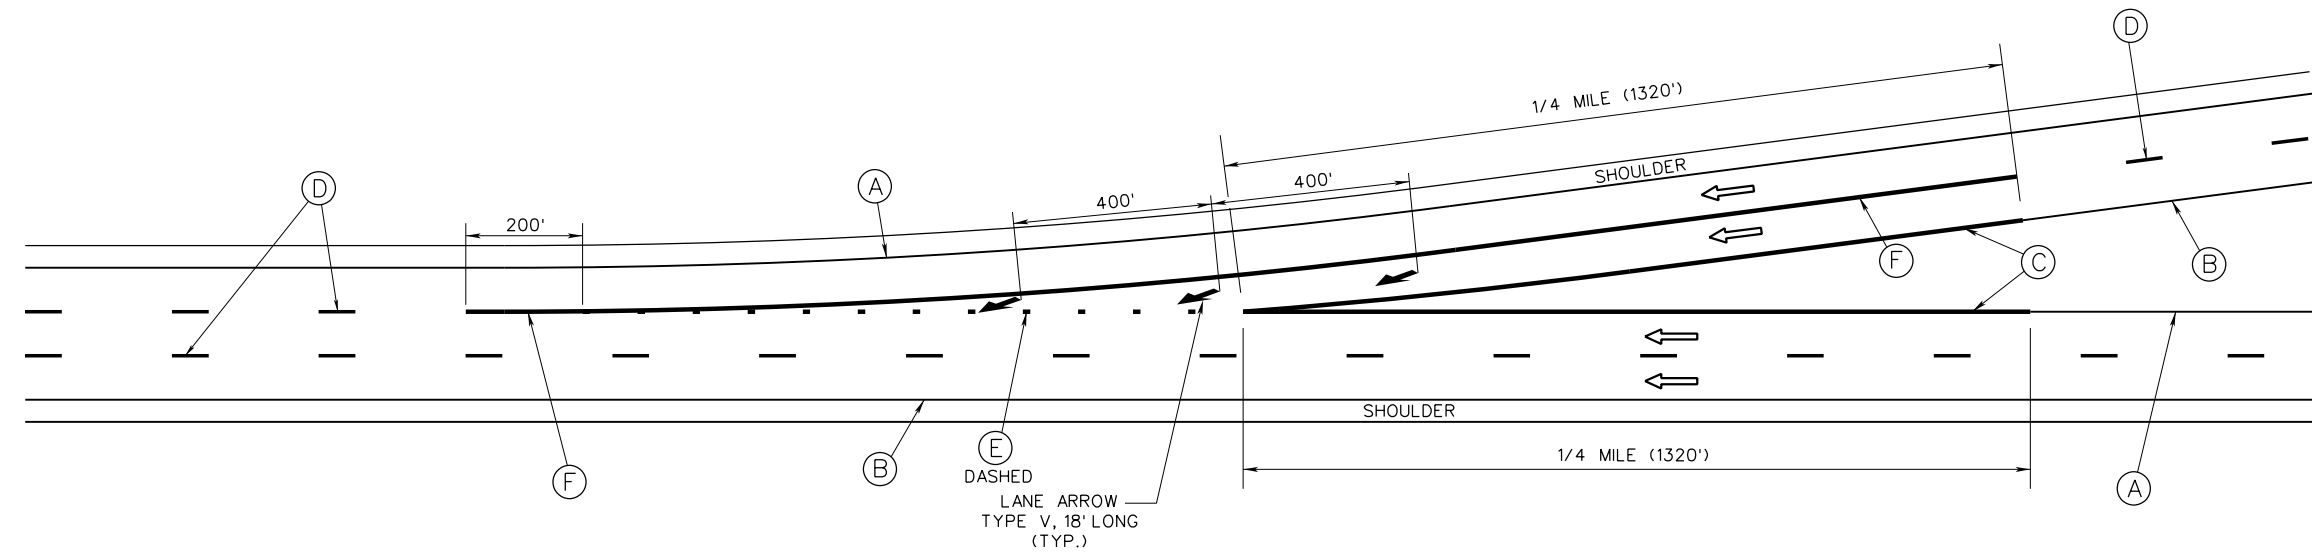 D
1/4 MILE (1320')
SHOULDER
400'
400'
D
A
200'
F
C
B
SHOULDER
E
DASHED
B
F
1/4 MILE (1320')
A
LANE ARROW
TYPE V, 18' LONG
(TYP.)